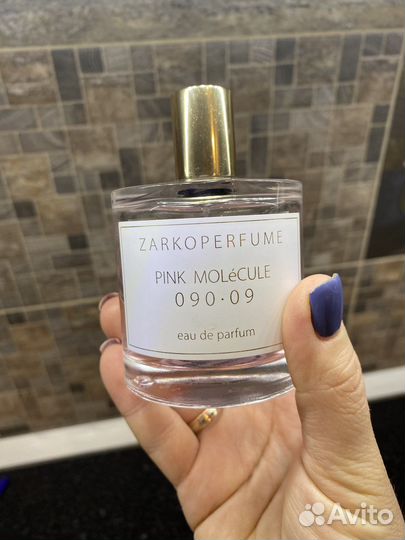 ZARKOPERFUME
PINK MOLéCULE
090·09
eau de parfum
Avito